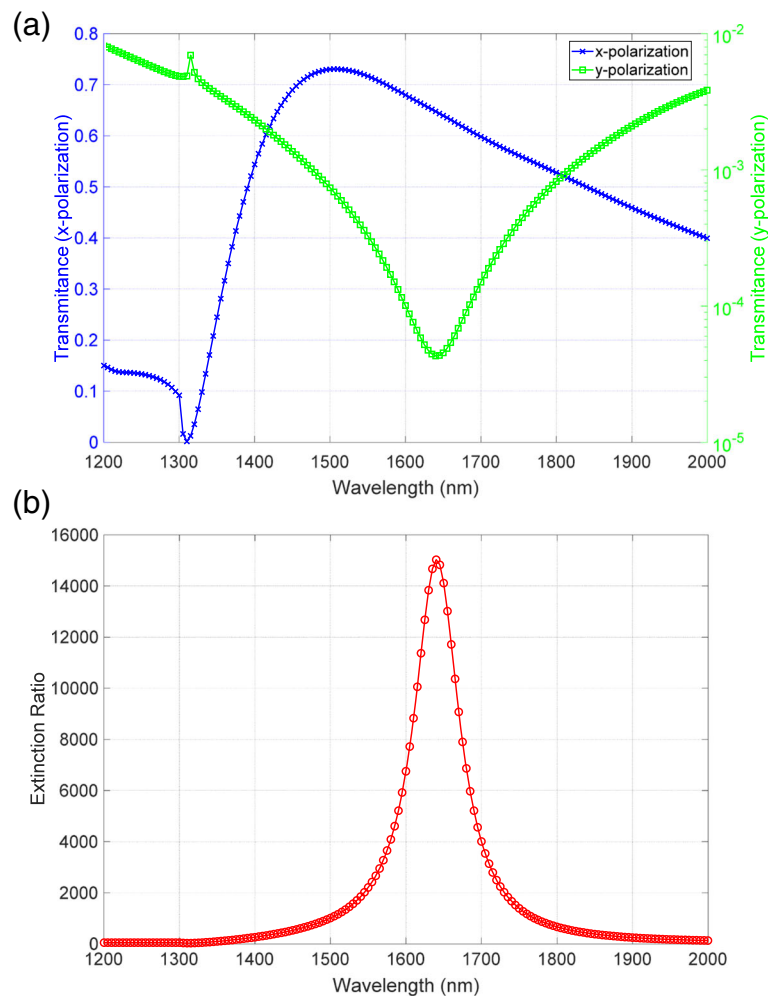 (a)
x-polarization
y-polarization
Transmitance (x-polarization)
0.8
0.7
0.6
0.5
0.4
0.3
0.2
0.1
0
10^-2
10^-3
10^-4
10^-5
Transmitance (y-polarization)
1200 1300 1400 1500 1600 1700 1800 1900 2000
Wavelength (nm)
(b)
Extinction Ratio
16000
14000
12000
10000
8000
6000
4000
2000
0
1200 1300 1400 1500 1600 1700 1800 1900 2000
Wavelength (nm)